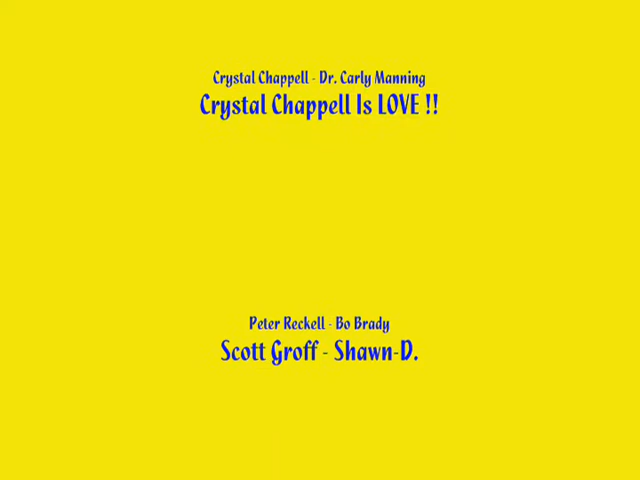 Crystal Chappell - Dr. Carly Manning
Crystal Chappell Is LOVE !!
Peter Reckell - Bo Brady
Scott Groff - Shawn-D.